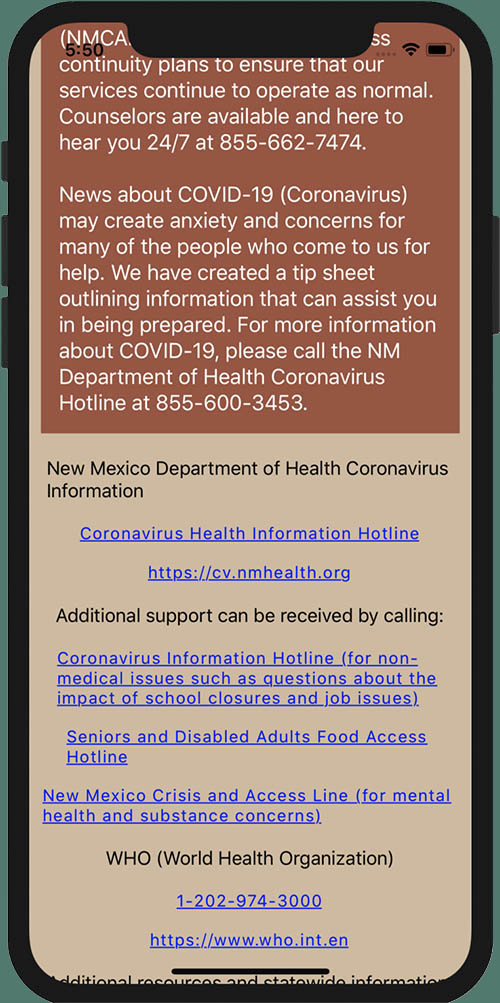 (NMCA
ss
5:50
continuity plans to ensure that our
services continue to operate as normal.
Counselors are available and here to
hear you 24/7 at 855-662-7474.
News about COVID-19 (Coronavirus)
may create anxiety and concerns for
many of the people who come to us for
help. We have created a tip sheet
outlining information that can assist you
in being prepared. For more information
about COVID-19, please call the NM
Department of Health Coronavirus
Hotline at 855-600-3453.
New Mexico Department of Health Coronavirus
Information
Coronavirus Health Information Hotline
https://cv.nmhealth.org
Additional support can be received by calling:
Coronavirus Information Hotline (for non-
medical issues such as questions about the
impact of school closures and job issues)
Seniors and Disabled Adults Food Access
Hotline
New Mexico Crisis and Access Line (for mental
health and substance concerns)
WHO (World Health Organization)
1-202-974-3000
https://www.who.int.en
Additional resources and statewide information